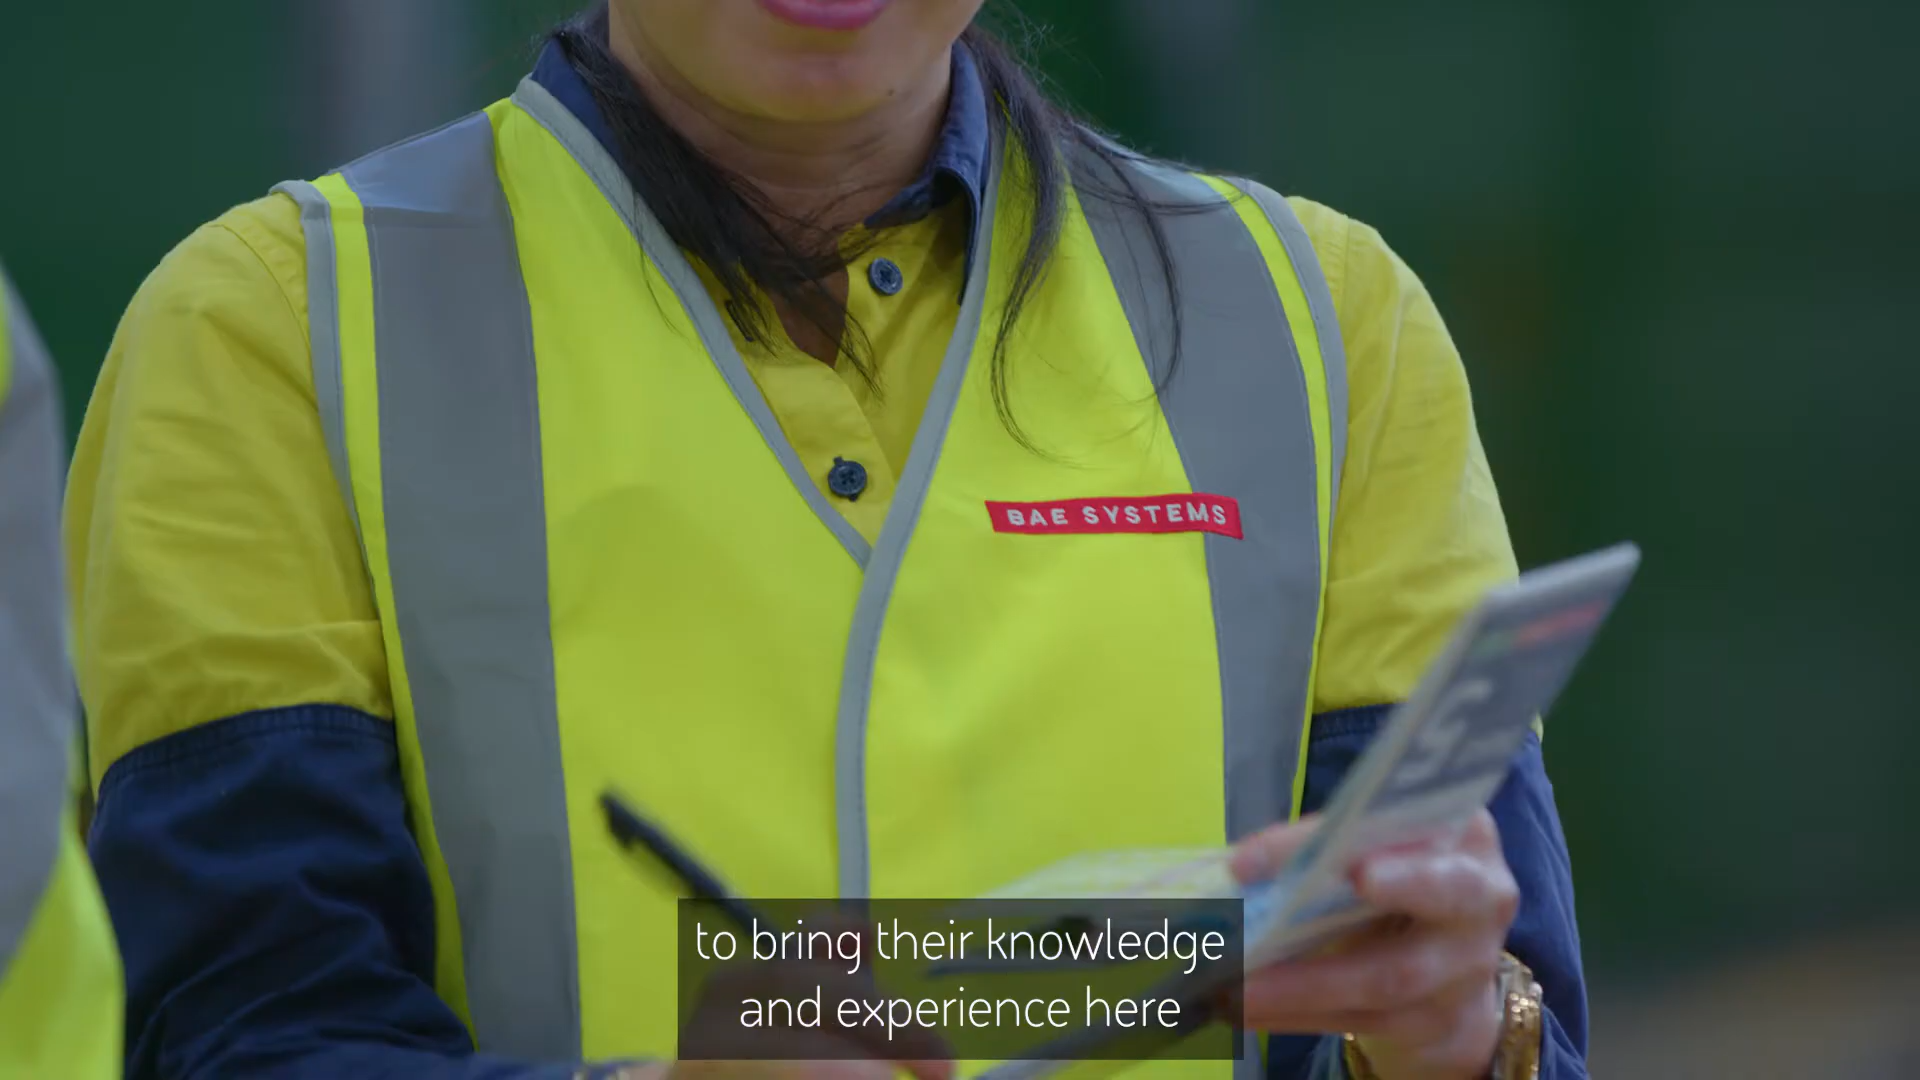 BAE SYSTEMS
to bring their knowledge
and experience here